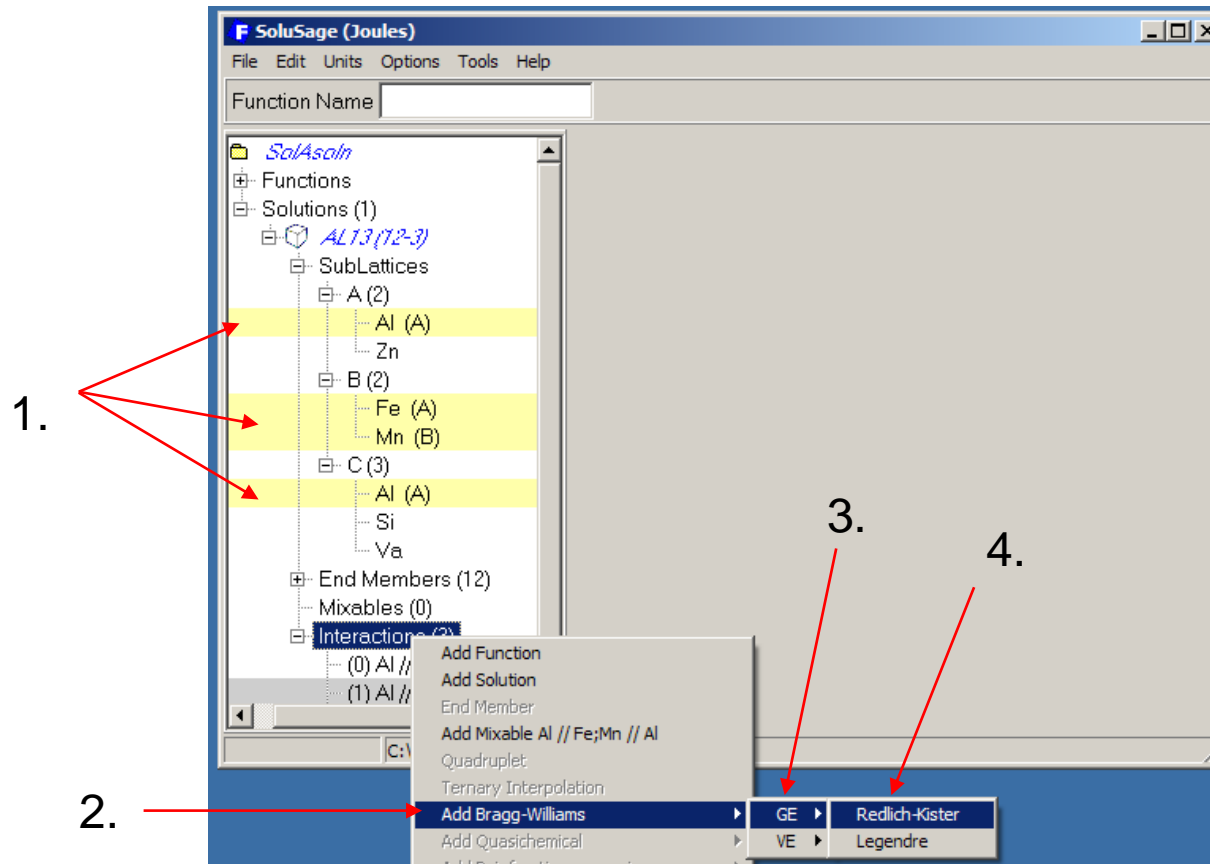 SoluSage (Joules)
File Edit Units Options Tools Help
Function Name
SolAsoln
Functions
Solutions (1)
AL13 (12-3)
SubLattices
A (2)
Al (A)
Zn
B (2)
Fe (A)
Mn (B)
C (3)
Al (A)
Si
Va
End Members (12)
Mixables (0)
Interactions
(0) Al //
(1) Al //
C:\
1.
2.
3.
4.
Add Function
Add Solution
End Member
Add Mixable Al // Fe;Mn // Al
Quadruplet
Ternary Interpolation
Add Bragg-Williams
GE
Redlich-Kister
VE
Legendre
Add Quasichemical